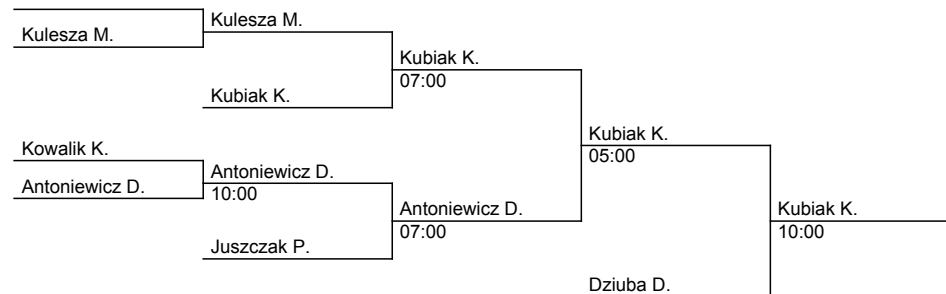 Kulesza M.
Kulesza M.
Kubiak K.
07:00
Kubiak K.
Kubiak K.
05:00
Kowalik K.
Antoniewicz D.
10:00
Antoniewicz D.
Antoniewicz D.
07:00
Kubiak K.
10:00
Juszczak P.
Dziuba D.